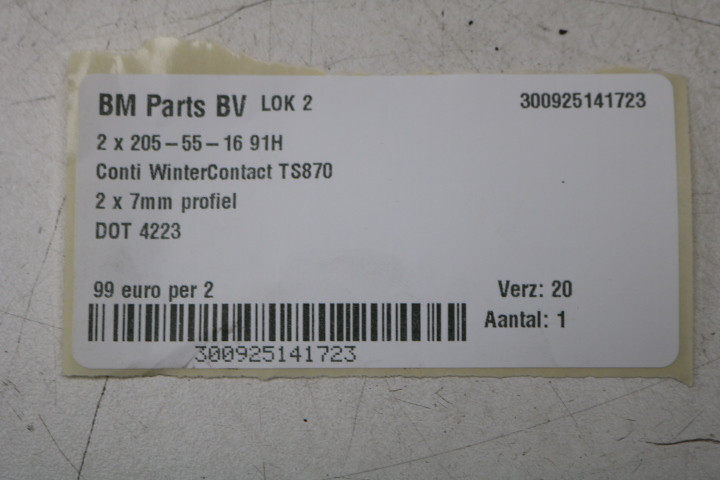 BM Parts BV LOK 2 300925141723
2 x 205-55-16 91H
Conti WinterContact TS870
2 x 7mm profiel
DOT 4223
99 euro per 2 Verz: 20
Aantal: 1
300925141723